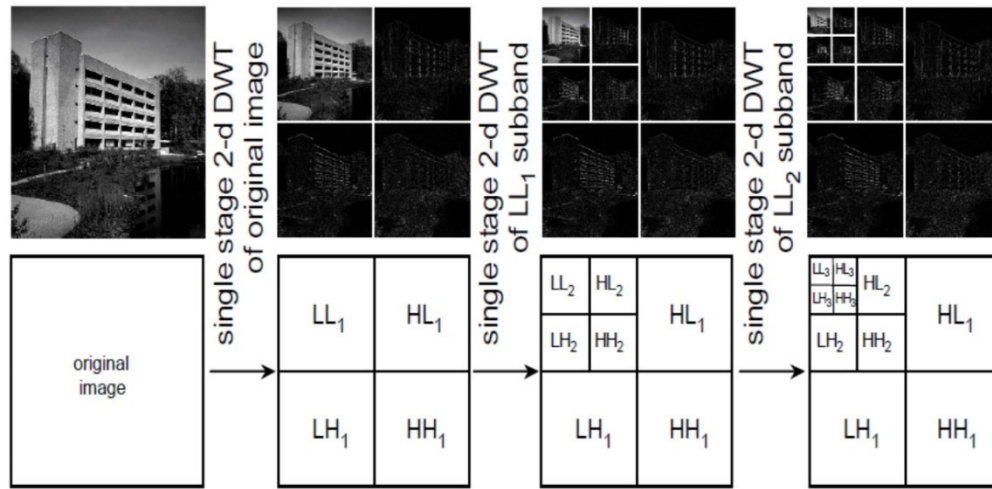 single stage 2-d DWT
of original image
single stage 2-d DWT
of LL₁ subband
single stage 2-d DWT
of LL₂ subband
original
image
LL₁ HL₁
LH₁ HH₁
LL₂ HL₂
LH₂ HH₂
HL₁
LH₁ HH₁
LL₃ HL₃
LH₃ HH₃
HL₂
LH₂ HH₂
HL₁
LH₁ HH₁